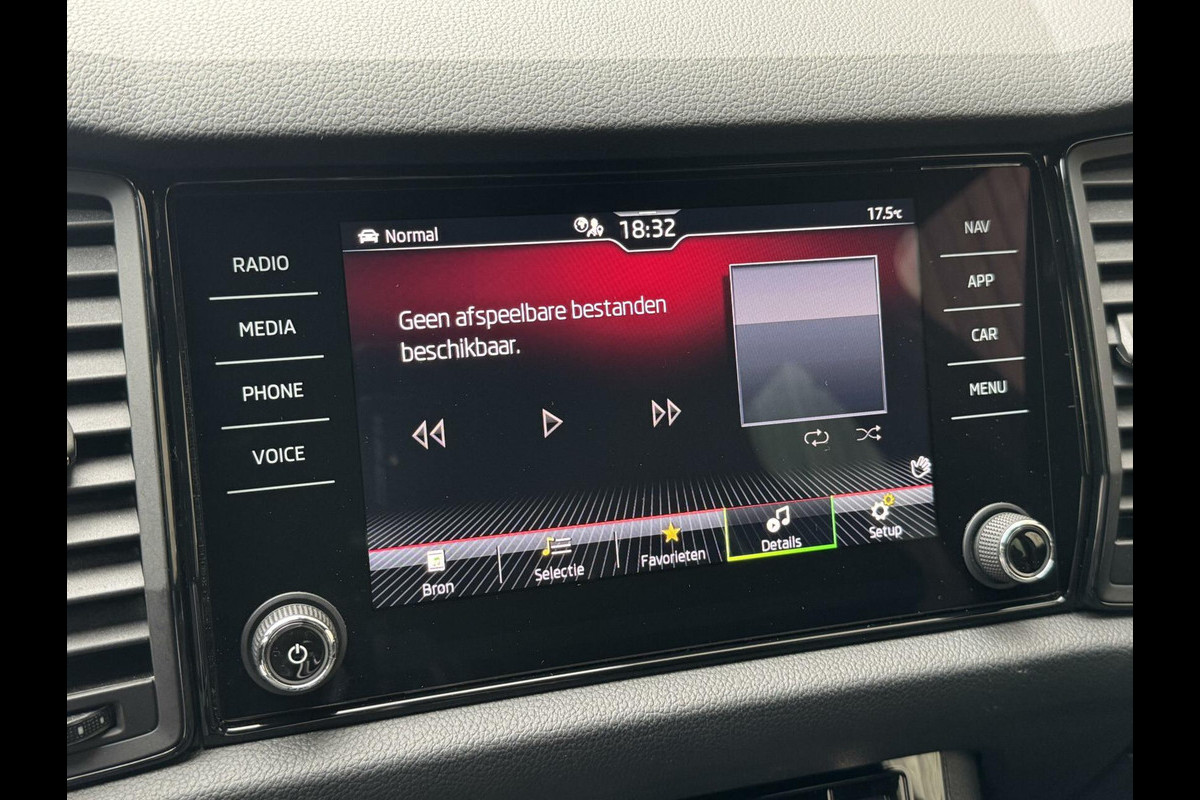 Normal
18:32
17.5°C
RADIO
MEDIA
PHONE
VOICE
Geen afspeelbare bestanden
beschikbaar.
NAV
APP
CAR
MENU
Bron
Selectie
Favorieten
Details
Setup